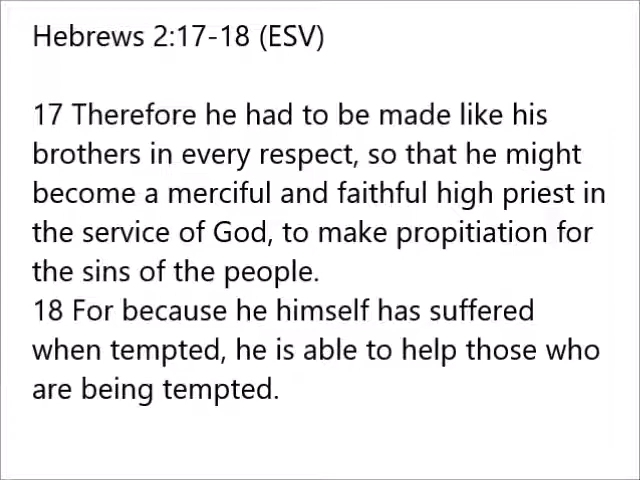 Hebrews 2:17-18 (ESV)
17 Therefore he had to be made like his
brothers in every respect, so that he might
become a merciful and faithful high priest in
the service of God, to make propitiation for
the sins of the people.
18 For because he himself has suffered
when tempted, he is able to help those who
are being tempted.